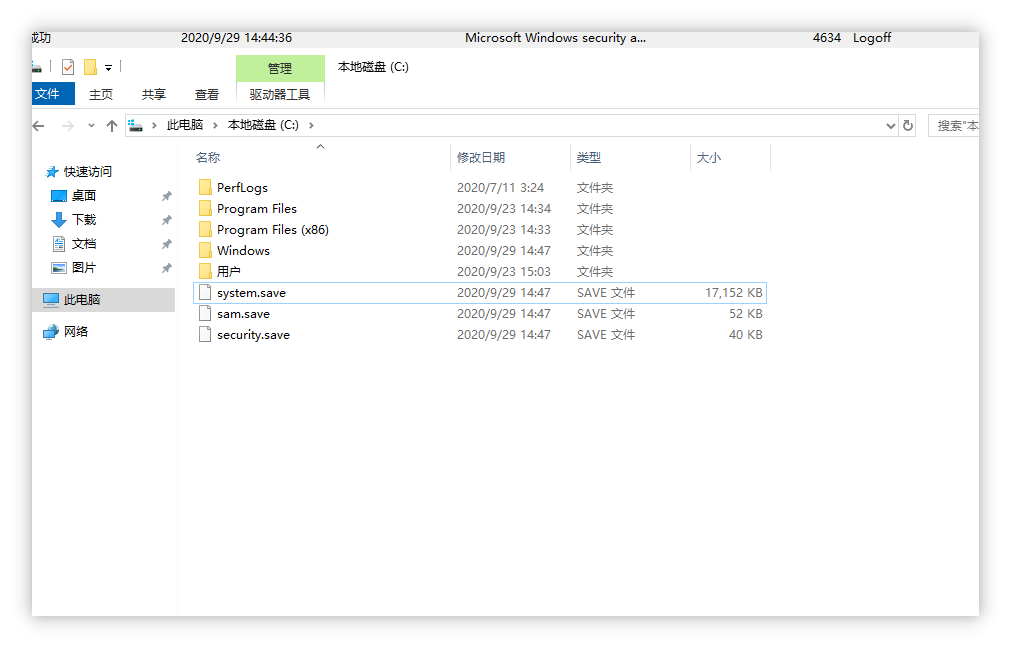 成功 2020/9/29 14:44:36 Microsoft Windows security a... 4634 Logoff
管理 本地磁盘 (C:)
文件 主页 共享 查看 驱动器工具
此电脑 › 本地磁盘 (C:) › 搜索"本
名称 修改日期 类型 大小
快速访问
桌面
下载
文档
图片
此电脑
网络
PerfLogs 2020/7/11 3:24 文件夹
Program Files 2020/9/23 14:34 文件夹
Program Files (x86) 2020/9/23 14:33 文件夹
Windows 2020/9/29 14:47 文件夹
用户 2020/9/23 15:03 文件夹
system.save 2020/9/29 14:47 SAVE 文件 17,152 KB
sam.save 2020/9/29 14:47 SAVE 文件 52 KB
security.save 2020/9/29 14:47 SAVE 文件 40 KB